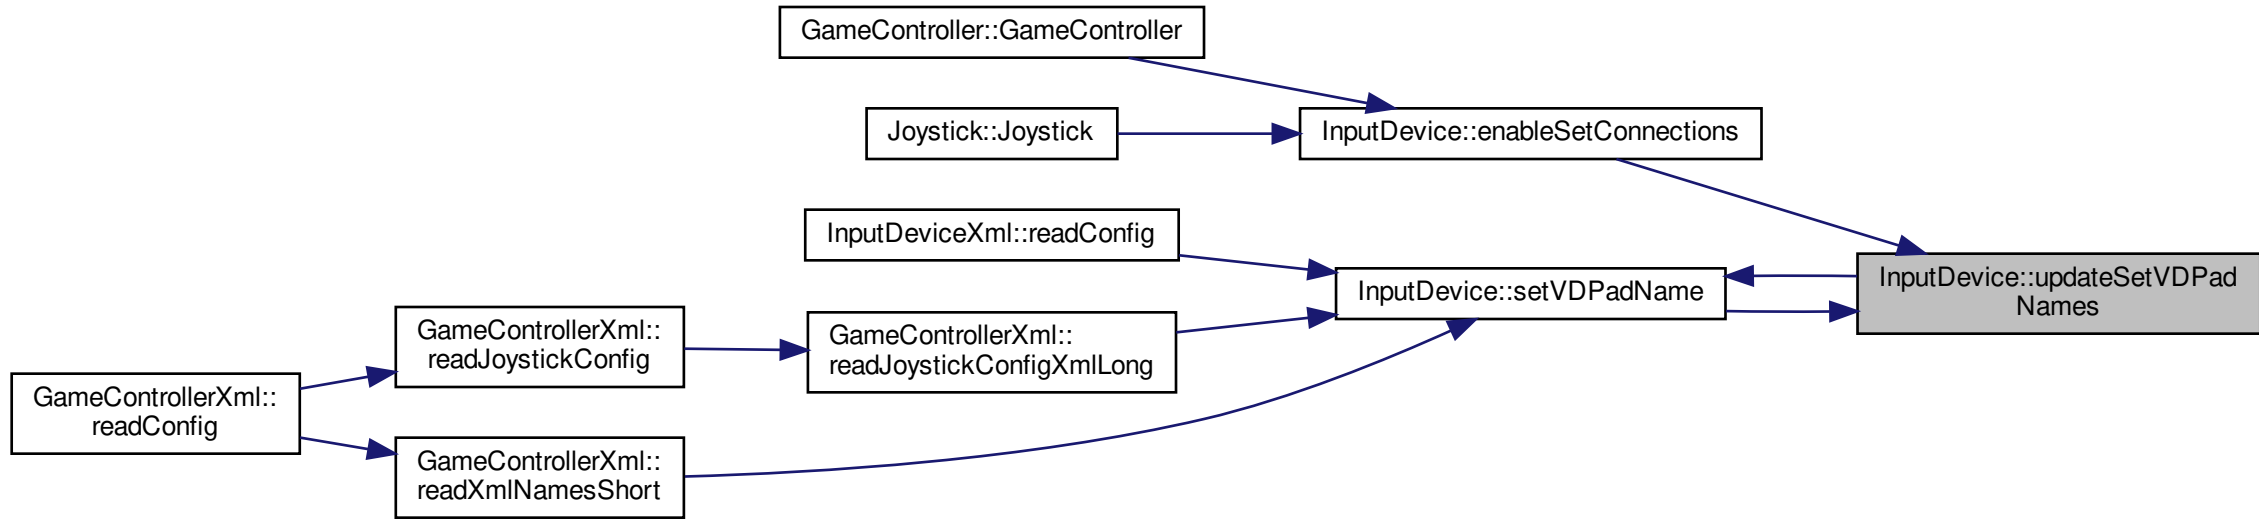 GameController::GameController
Joystick::Joystick
InputDevice::enableSetConnections
InputDeviceXml::readConfig
InputDevice::setVDPadName
InputDevice::updateSetVDPad
Names
GameControllerXml::
readJoystickConfig
GameControllerXml::
readJoystickConfigXmlLong
GameControllerXml::
readConfig
GameControllerXml::
readXmlNamesShort